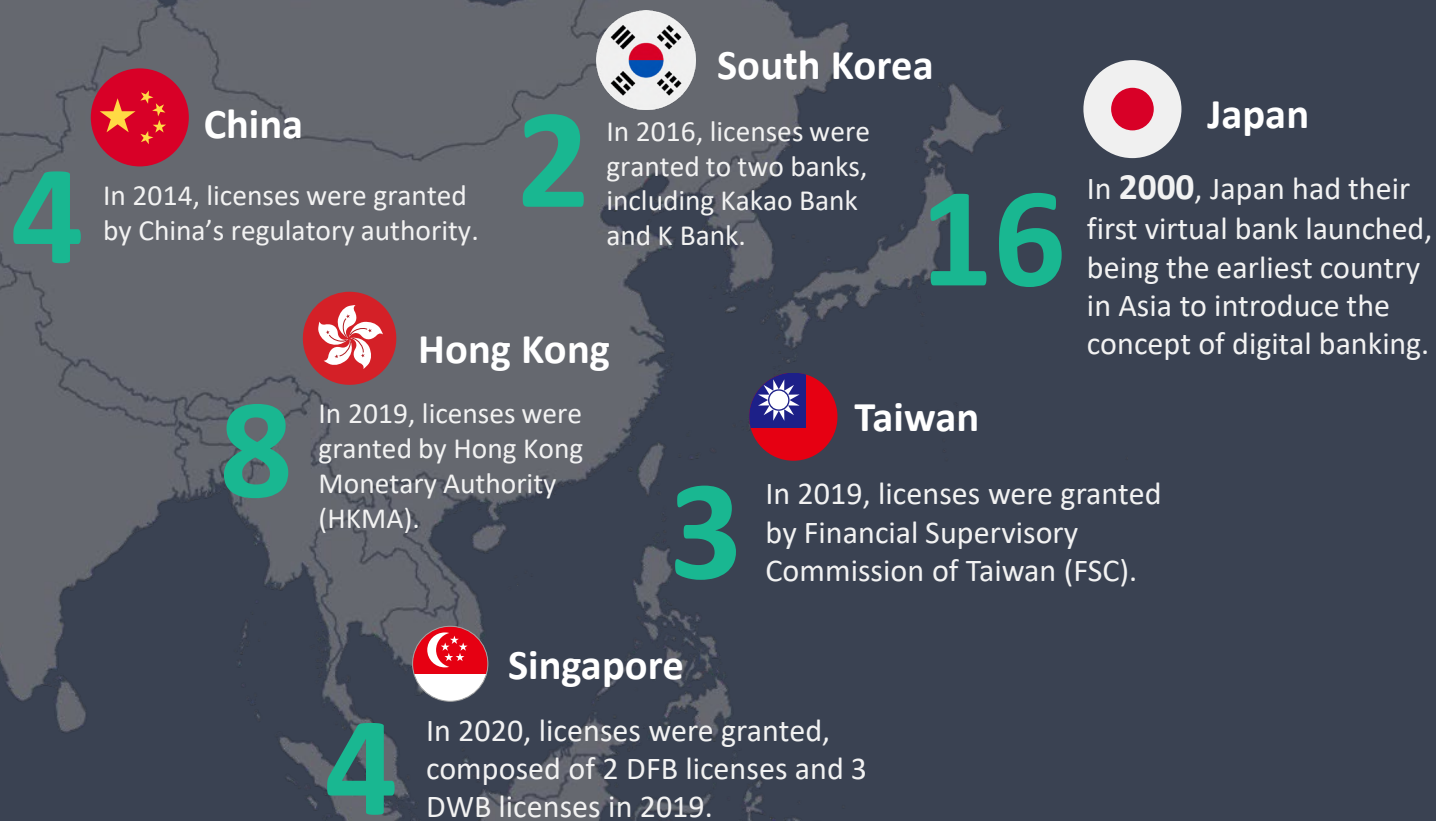 China
4
In 2014, licenses were granted
by China’s regulatory authority.
South Korea
2
In 2016, licenses were
granted to two banks,
including Kakao Bank
and K Bank.
Japan
16
In 2000, Japan had their
first virtual bank launched,
being the earliest country
in Asia to introduce the
concept of digital banking.
Hong Kong
8
In 2019, licenses were
granted by Hong Kong
Monetary Authority
(HKMA).
Taiwan
3
In 2019, licenses were granted
by Financial Supervisory
Commission of Taiwan (FSC).
Singapore
4
In 2020, licenses were granted,
composed of 2 DFB licenses and 3
DWB licenses in 2019.